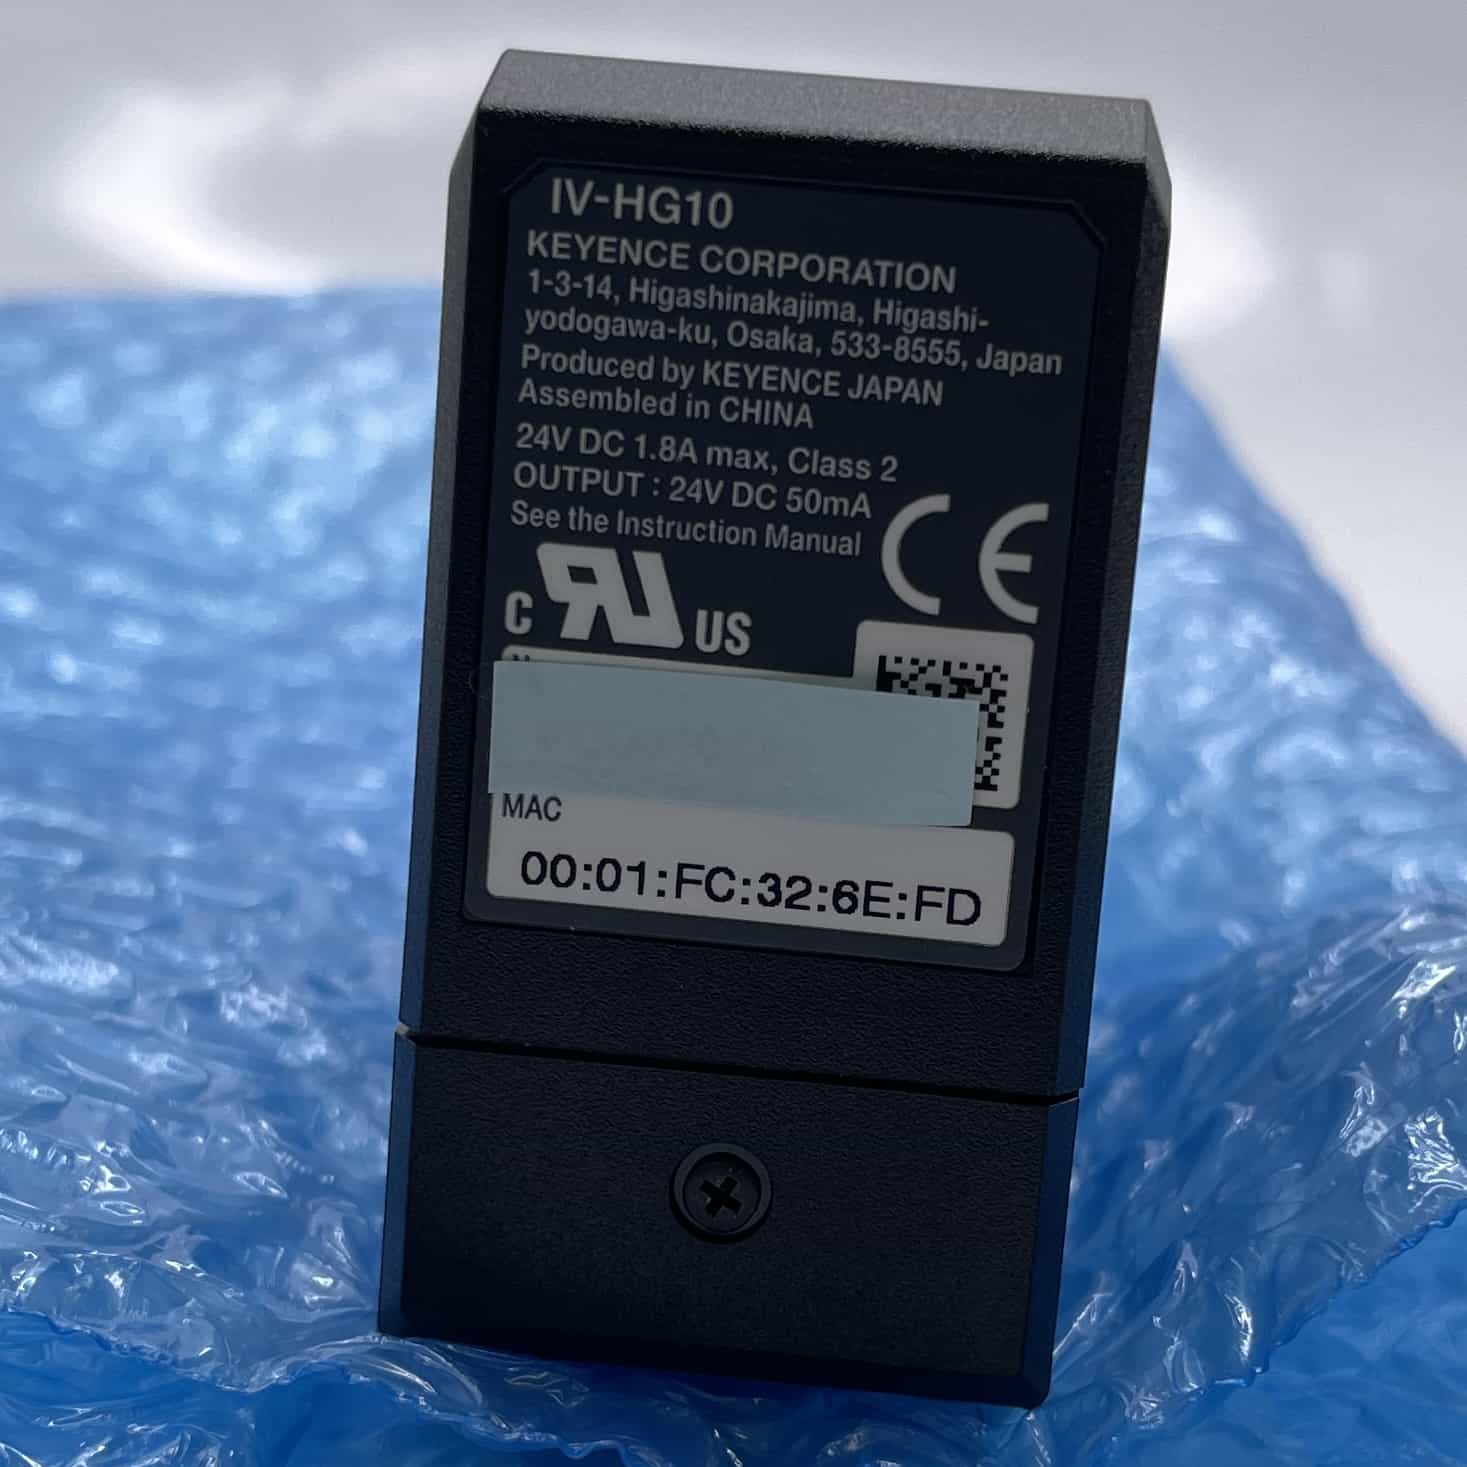 IV-HG10
KEYENCE CORPORATION
1-3-14, Higashinakajima, Higashi-
yodogawa-ku, Osaka, 533-8555, Japan
Produced by KEYENCE JAPAN
Assembled in CHINA
24V DC 1.8A max, Class 2
OUTPUT : 24V DC 50mA
See the Instruction Manual
CE
C RU US
MAC
00:01:FC:32:6E:FD